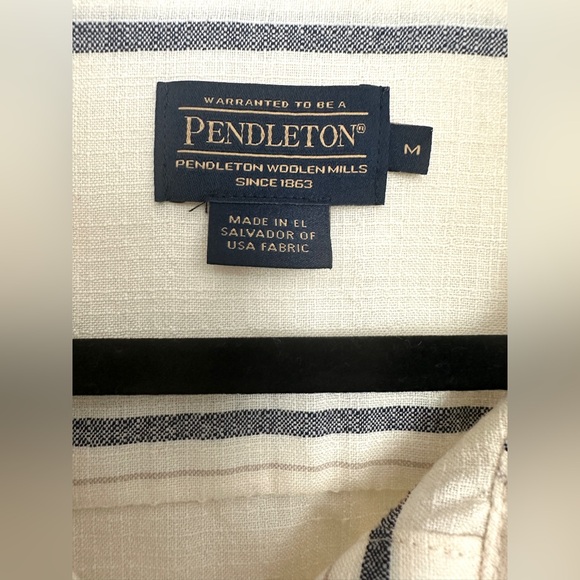 WARRANTED TO BE A
PENDLETON®
PENDLETON WOOLEN MILLS
SINCE 1863
M
MADE IN EL
SALVADOR OF
USA FABRIC